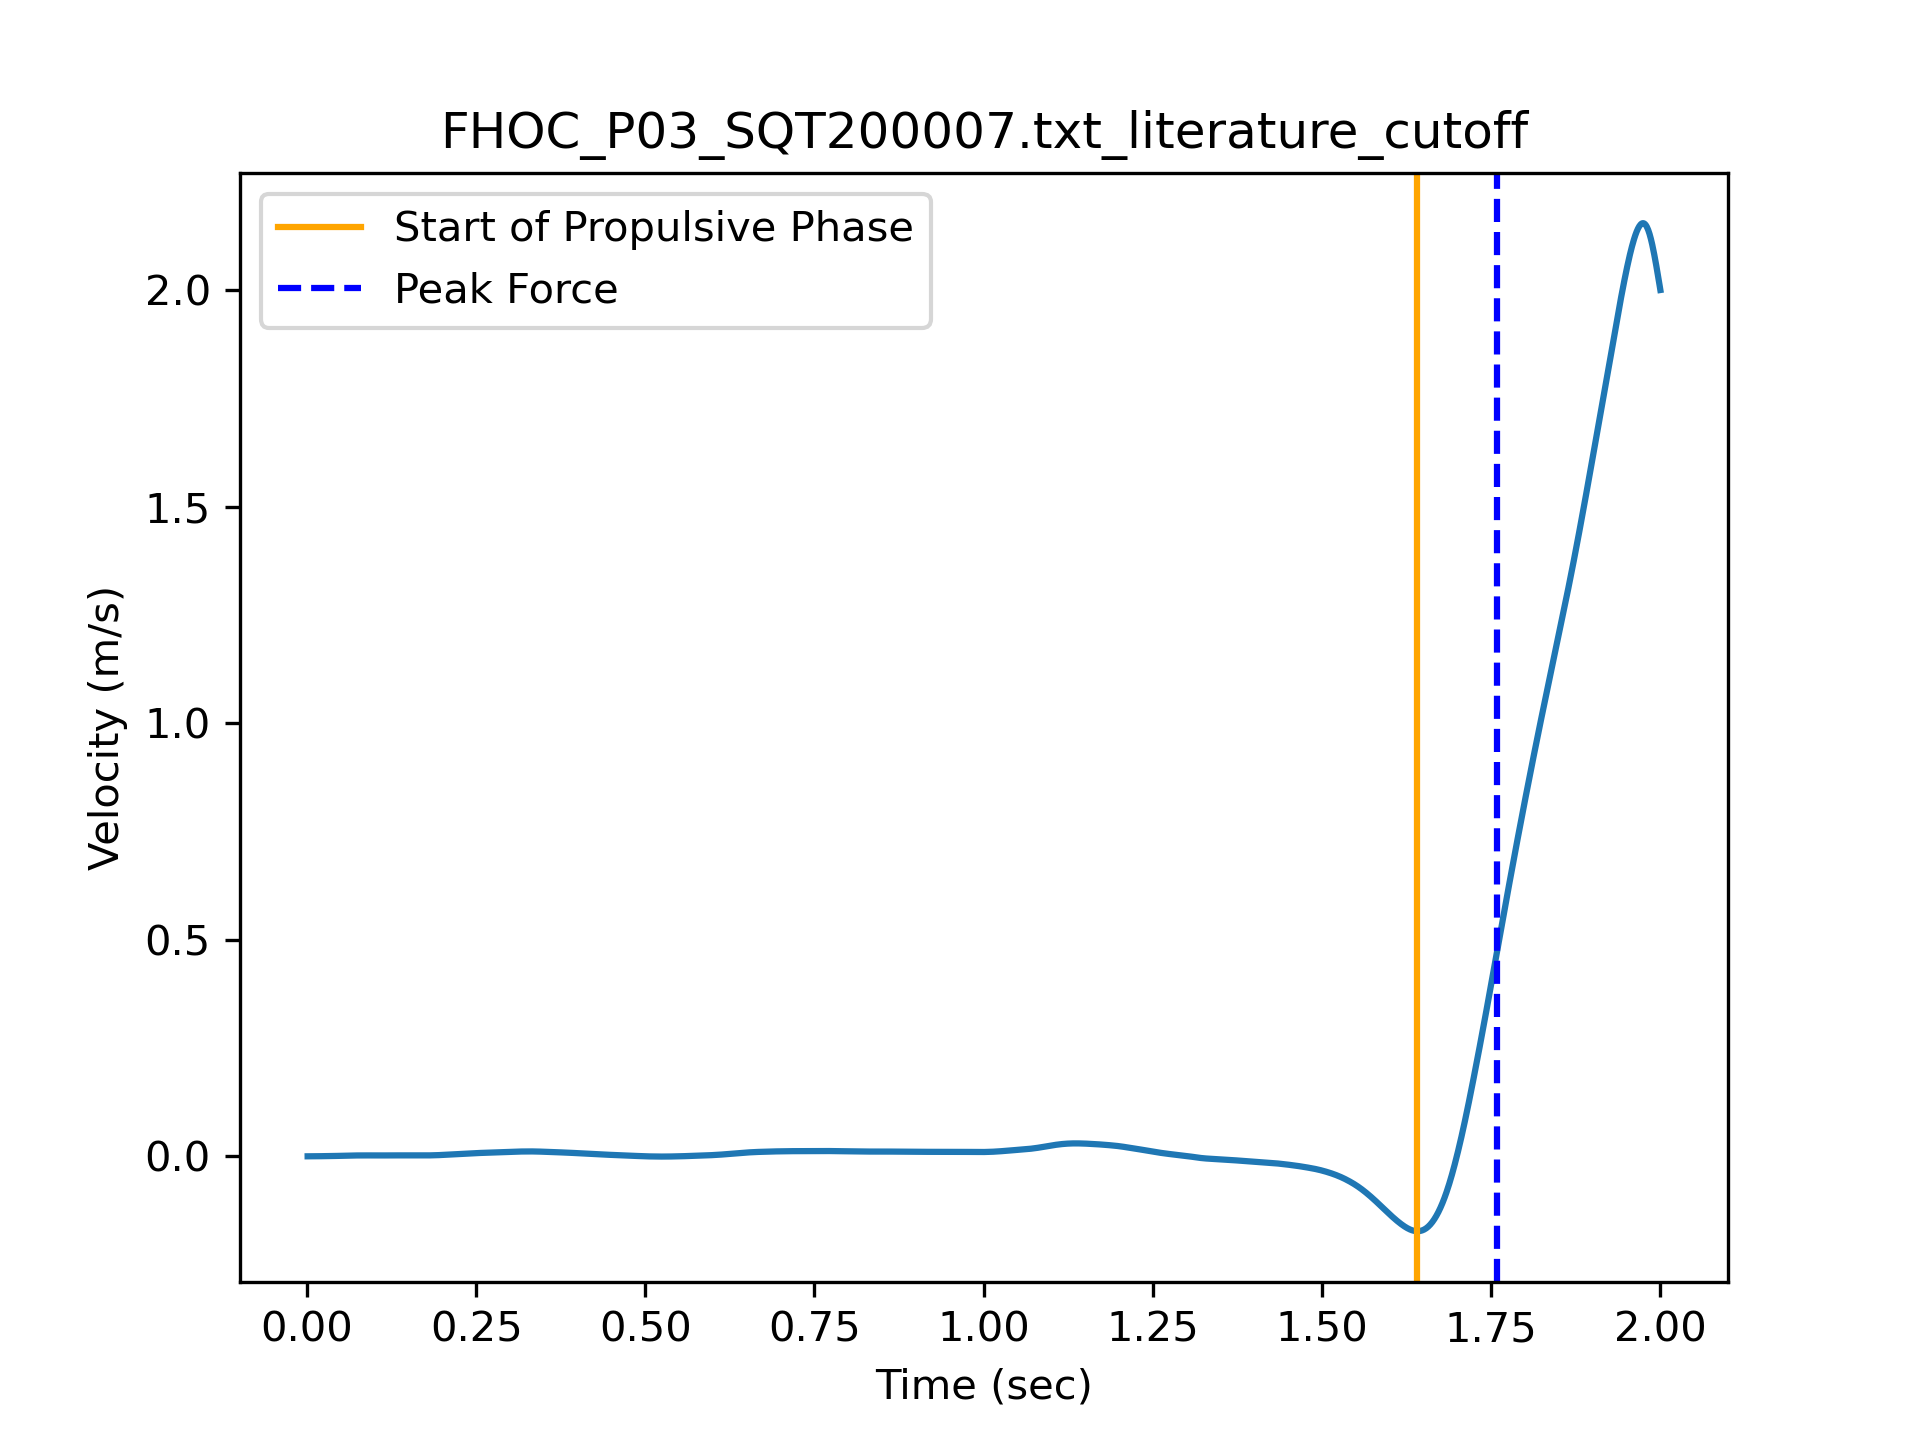 FHOC_P03_SQT200007.txt_literature_cutoff
Start of Propulsive Phase
Peak Force
2.0
1.5
1.0
0.5
0.0
Velocity (m/s)
0.00 0.25 0.50 0.75 1.00 1.25 1.50 1.75 2.00
Time (sec)